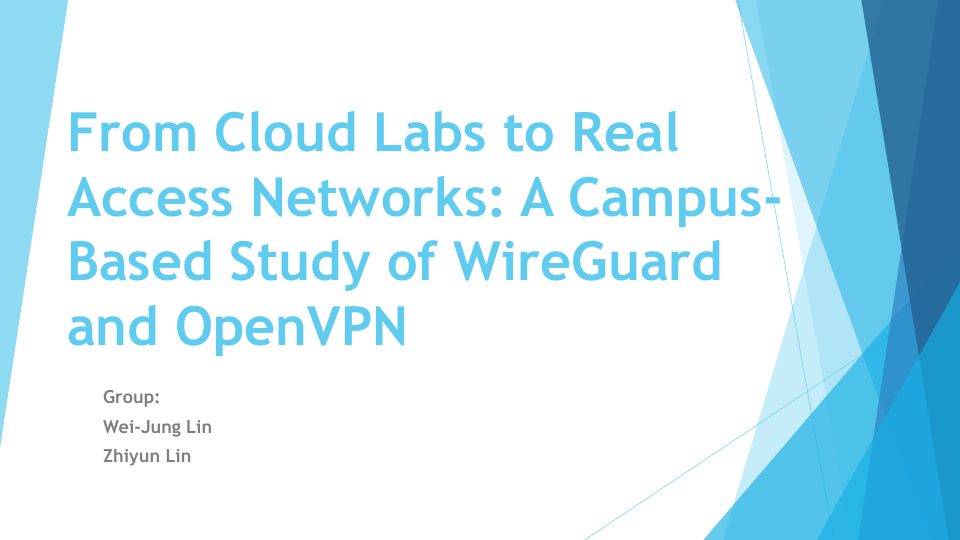 From Cloud Labs to Real
Access Networks: A Campus-
Based Study of WireGuard
and OpenVPN
Group:
Wei-Jung Lin
Zhiyun Lin